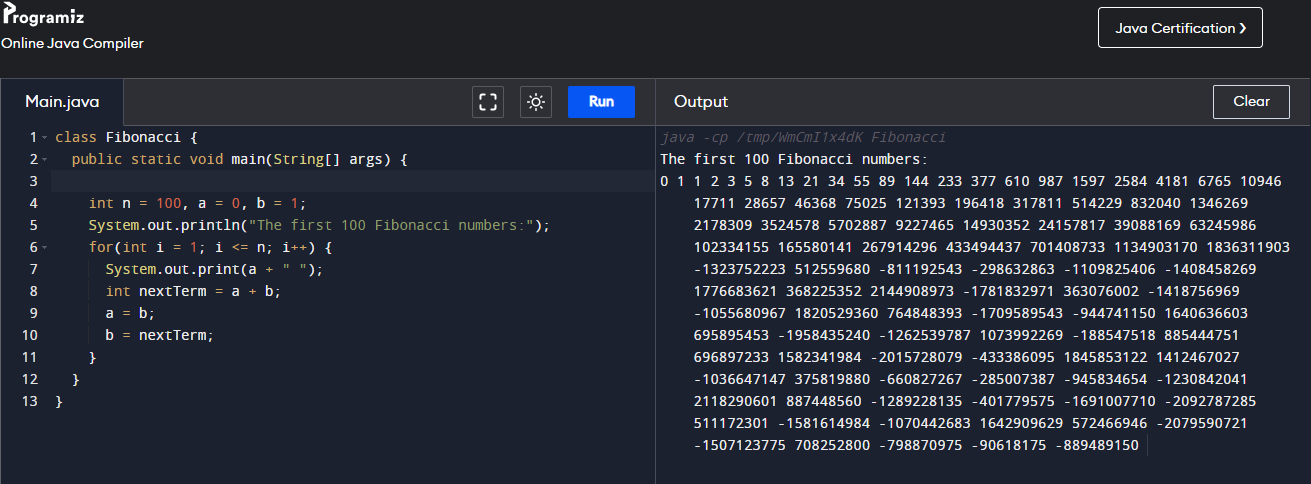 Programiz
Online Java Compiler
Java Certification ❯
Main.java
Run
1 class Fibonacci {
2 public static void main(String[] args) {
3
4 int n = 100, a = 0, b = 1;
5 System.out.println("The first 100 Fibonacci numbers:");
6 for(int i = 1; i <= n; i++) {
7 System.out.print(a + " ");
8 int nextTerm = a + b;
9 a = b;
10 b = nextTerm;
11 }
12 }
13 }
Output
Clear
java -cp /tmp/WmCmI1x4dK Fibonacci
The first 100 Fibonacci numbers:
0 1 1 2 3 5 8 13 21 34 55 89 144 233 377 610 987 1597 2584 4181 6765 10946
17711 28657 46368 75025 121393 196418 317811 514229 832040 1346269
2178309 3524578 5702887 9227465 14930352 24157817 39088169 63245986
102334155 165580141 267914296 433494437 701408733 1134903170 1836311903
-1323752223 512559680 -811192543 -298632863 -1109825406 -1408458269
1776683621 368225352 2144908973 -1781832971 363076002 -1418756969
-1055680967 1820529360 764848393 -1709589543 -944741150 1640636603
695895453 -1958435240 -1262539787 1073992269 -188547518 885444751
696897233 1582341984 -2015728079 -433386095 1845853122 1412467027
-1036647147 375819880 -660827267 -285007387 -945834654 -1230842041
2118290601 887448560 -1289228135 -401779575 -1691007710 -2092787285
511172301 -1581614984 -1070442683 1642909629 572466946 -2079590721
-1507123775 708252800 -798870975 -90618175 -889489150